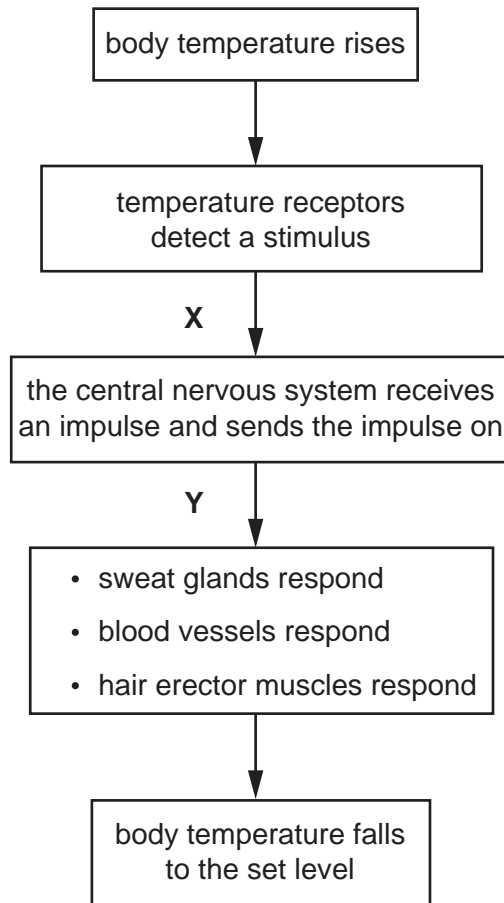 body temperature rises
temperature receptors
detect a stimulus
X
the central nervous system receives
an impulse and sends the impulse on
Y
• sweat glands respond
• blood vessels respond
• hair erector muscles respond
body temperature falls
to the set level